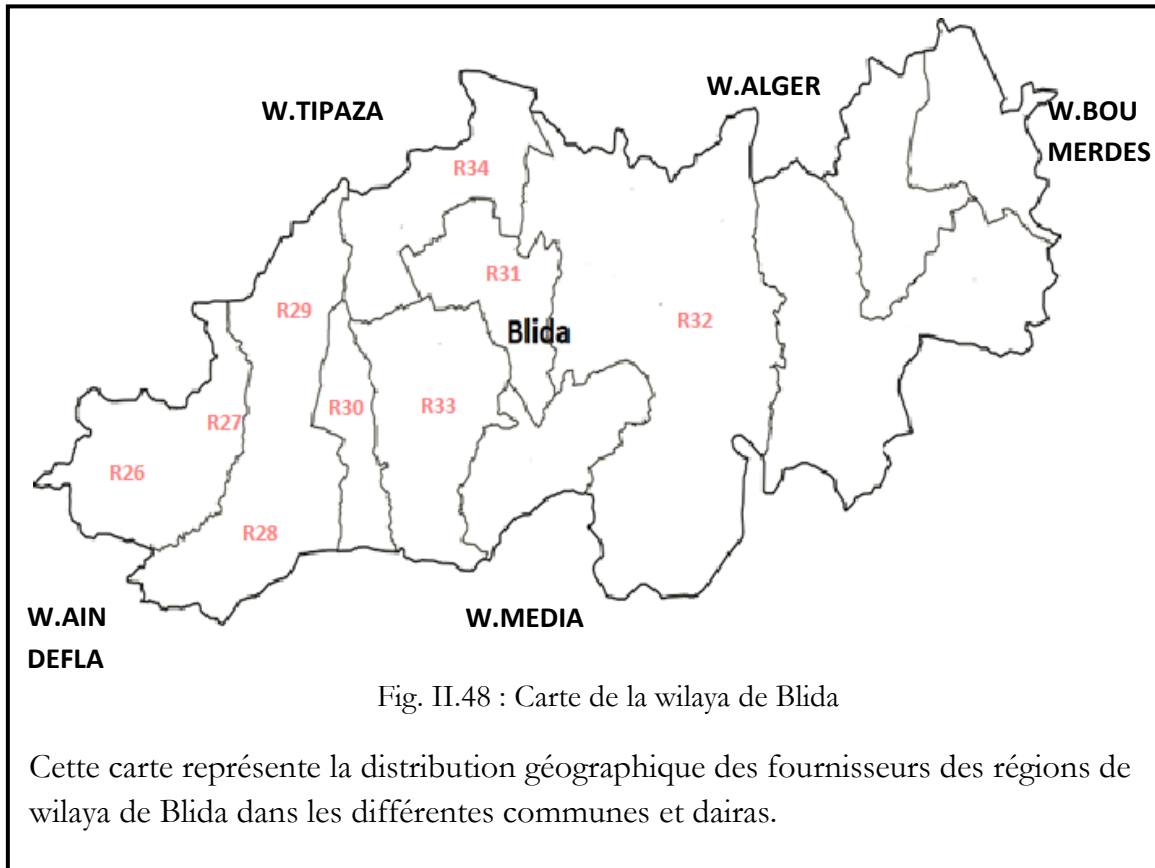 W.TIPAZA
W.ALGER
W.BOU
MERDES
R34
R31
R29
R32
Blida
R30
R33
R27
R26
R28
W.AIN
DEFLA
W.MEDIA
Fig. II.48 : Carte de la wilaya de Blida
Cette carte représente la distribution géographique des fournisseurs des régions de
wilaya de Blida dans les différentes communes et dairas.